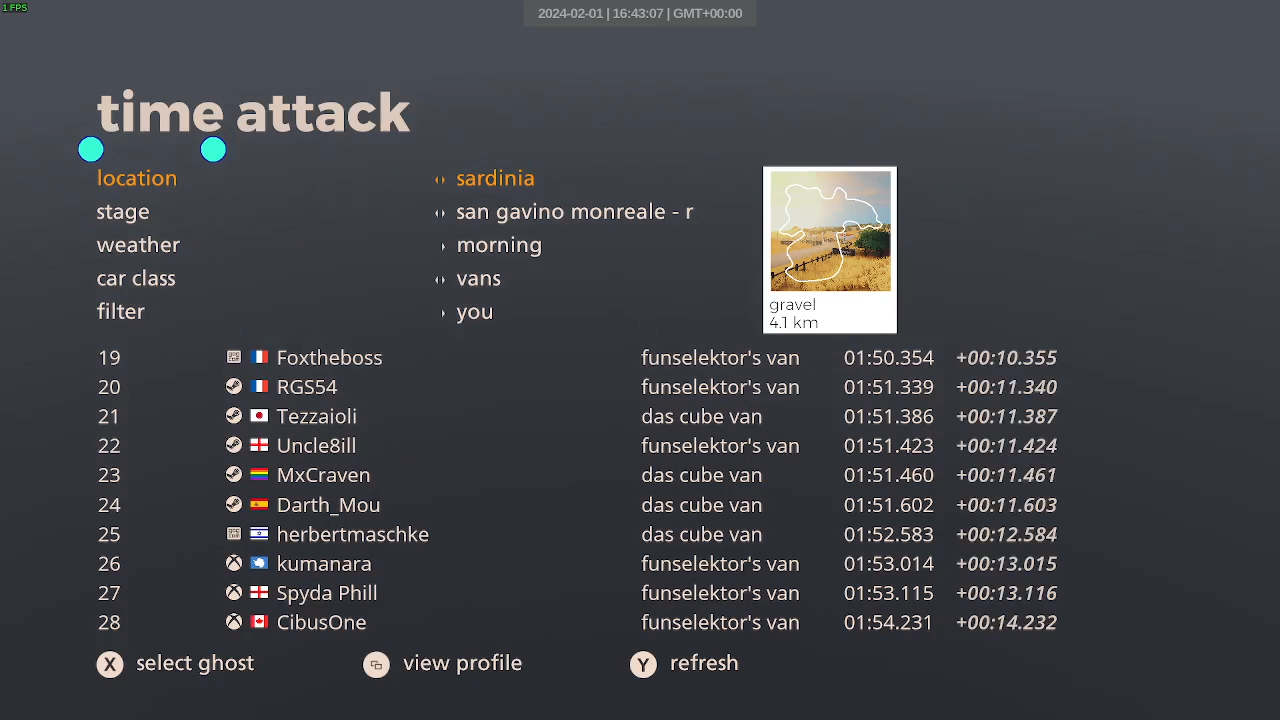 1 FPS
2024-02-01 | 16:43:07 | GMT+00:00
time attack
location sardinia
stage san gavino monreale - r
weather morning
car class vans
filter you
gravel
4.1 km
19 Foxtheboss funselektor's van 01:50.354 +00:10.355
20 RGS54 funselektor's van 01:51.339 +00:11.340
21 Tezzaioli das cube van 01:51.386 +00:11.387
22 Uncle8ill funselektor's van 01:51.423 +00:11.424
23 MxCraven das cube van 01:51.460 +00:11.461
24 Darth_Mou das cube van 01:51.602 +00:11.603
25 herbertmaschke das cube van 01:52.583 +00:12.584
26 kumanara funselektor's van 01:53.014 +00:13.015
27 Spyda Phill funselektor's van 01:53.115 +00:13.116
28 CibusOne funselektor's van 01:54.231 +00:14.232
X select ghost view profile Y refresh